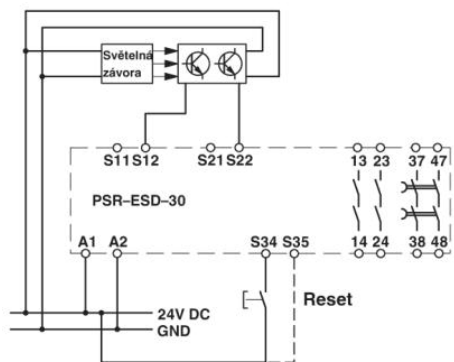 Světelná
závora
S11 S12 S21 S22 13 23 37 47
PSR–ESD–30
A1 A2 S34 S35 14 24 38 48
Reset
24V DC
GND